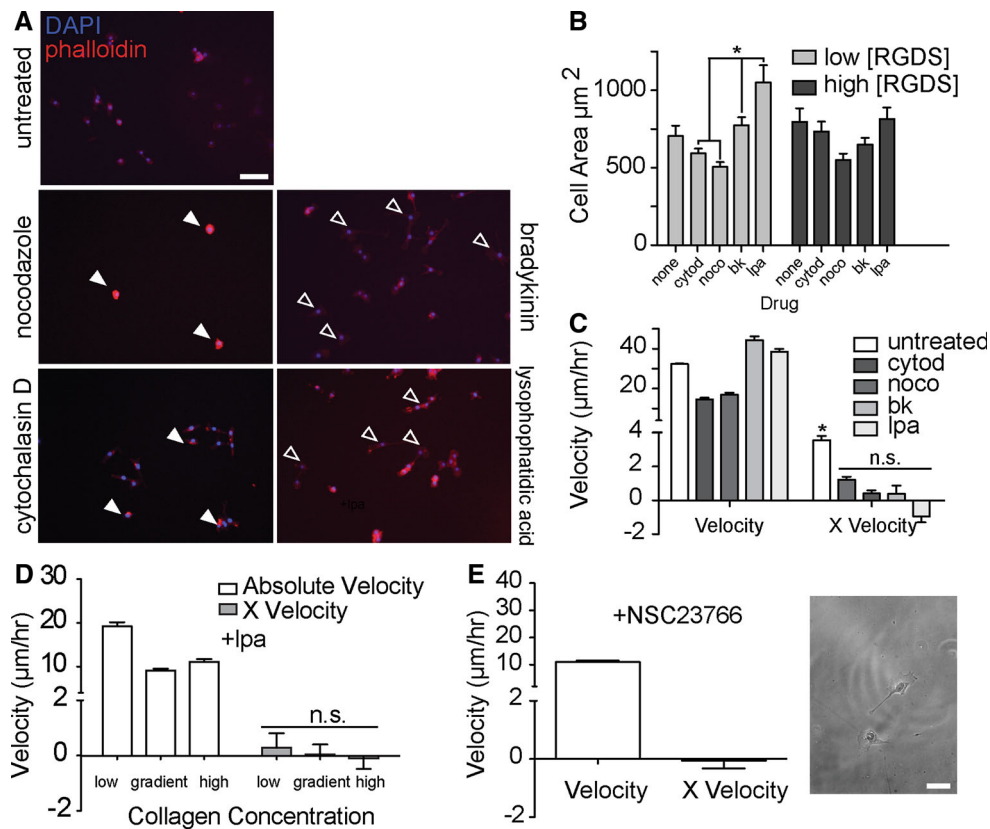 A
DAPI
phalloidin
untreated
nocodazole
bradykinin
cytochalasin D
lysophophatidic acid
+lpa
B
Cell Area µm²
1000
500
0
*
low [RGDS]
high [RGDS]
none
cytod
noco
bk
lpa
none
cytod
noco
bk
lpa
Drug
C
Velocity (µm/hr)
40
20
4
2
0
-2
untreated
cytod
noco
bk
lpa
*
n.s.
Velocity
X Velocity
D
Velocity (µm/hr)
30
20
10
2
0
-2
Absolute Velocity
X Velocity
+lpa
n.s.
low gradient high
low gradient high
Collagen Concentration
E
Velocity (µm/hr)
40
30
20
10
2
0
-2
+NSC23766
Velocity
X Velocity